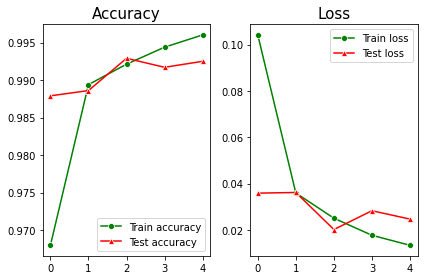 Accuracy
0.995
0.990
0.985
0.980
0.975
0.970
0 1 2 3 4
Train accuracy
Test accuracy
Loss
0.10
0.08
0.06
0.04
0.02
0 1 2 3 4
Train loss
Test loss